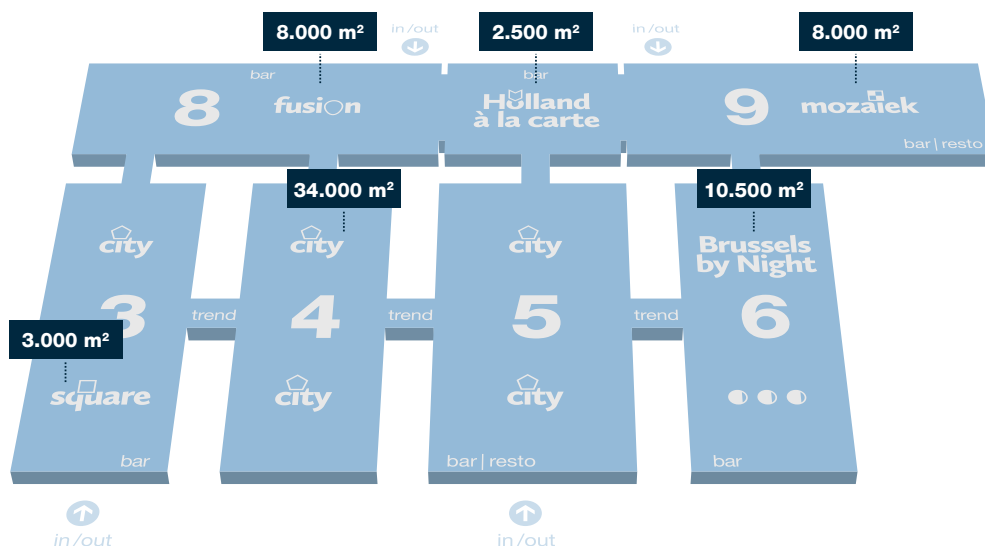 8.000 m²
in/out
2.500 m²
in/out
8.000 m²
bar
bar
8
fusion
Holland
à la carte
9
mozaïek
bar|resto
34.000 m²
10.500 m²
city
city
city
Brussels
by Night
3
trend
4
trend
5
trend
6
3.000 m²
square
city
city
bar
bar|resto
bar
in/out
in/out